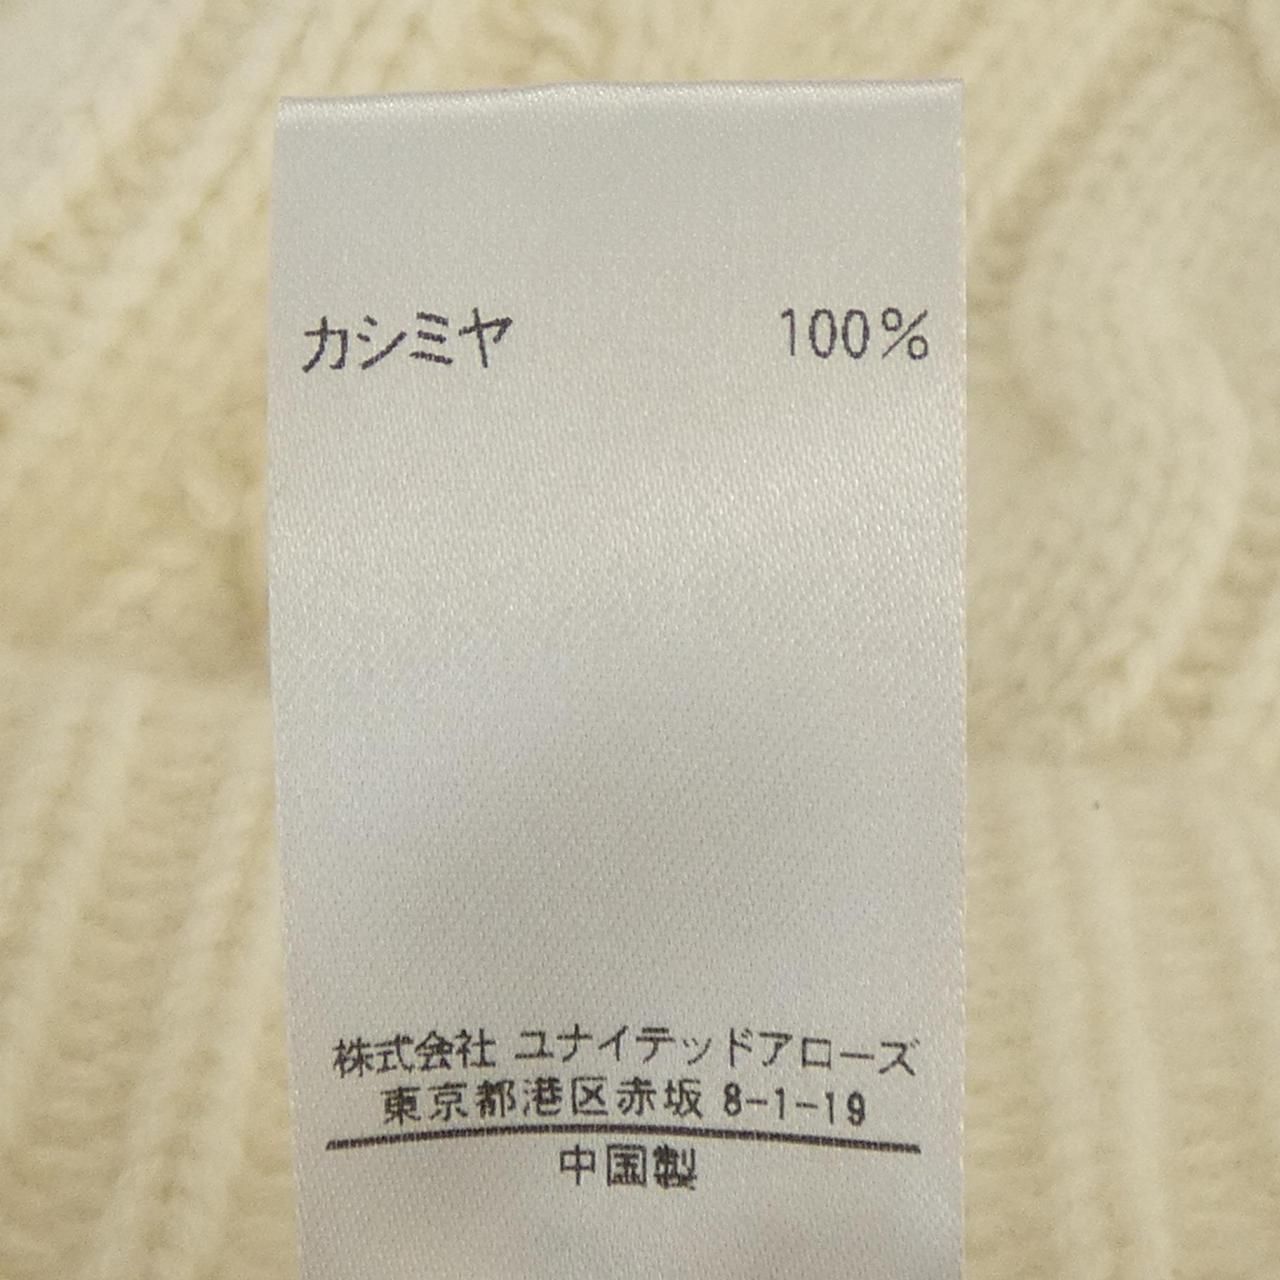 カシミヤ 100%
株式会社 ユナイテッドアローズ
東京都港区赤坂 8-1-19
中国製